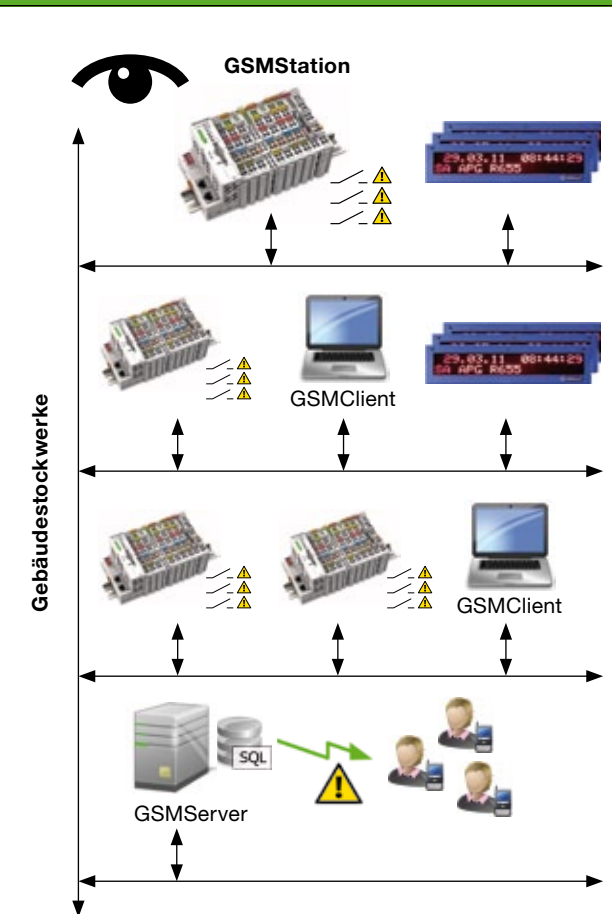 GSMStation
29.03.11 08:44:29
SA APG R655
GSMClient
29.03.11 08:44:29
SA APG R655
Gebäudestockwerke
GSMClient
SQL
GSMServer